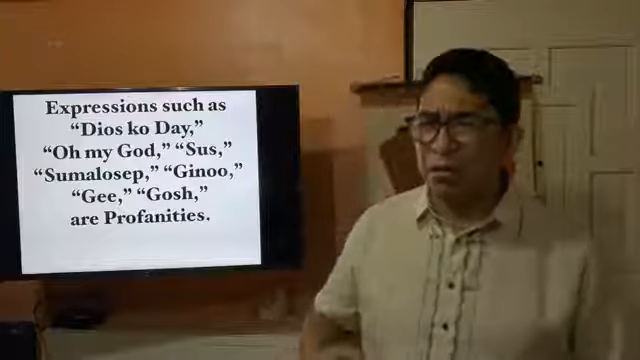 Expressions such as
“Dios ko Day,”
“Oh my God,” “Sus,”
“Sumalosep, “Ginoo,”
“Gee,” “Gosh,”
are Profanities.